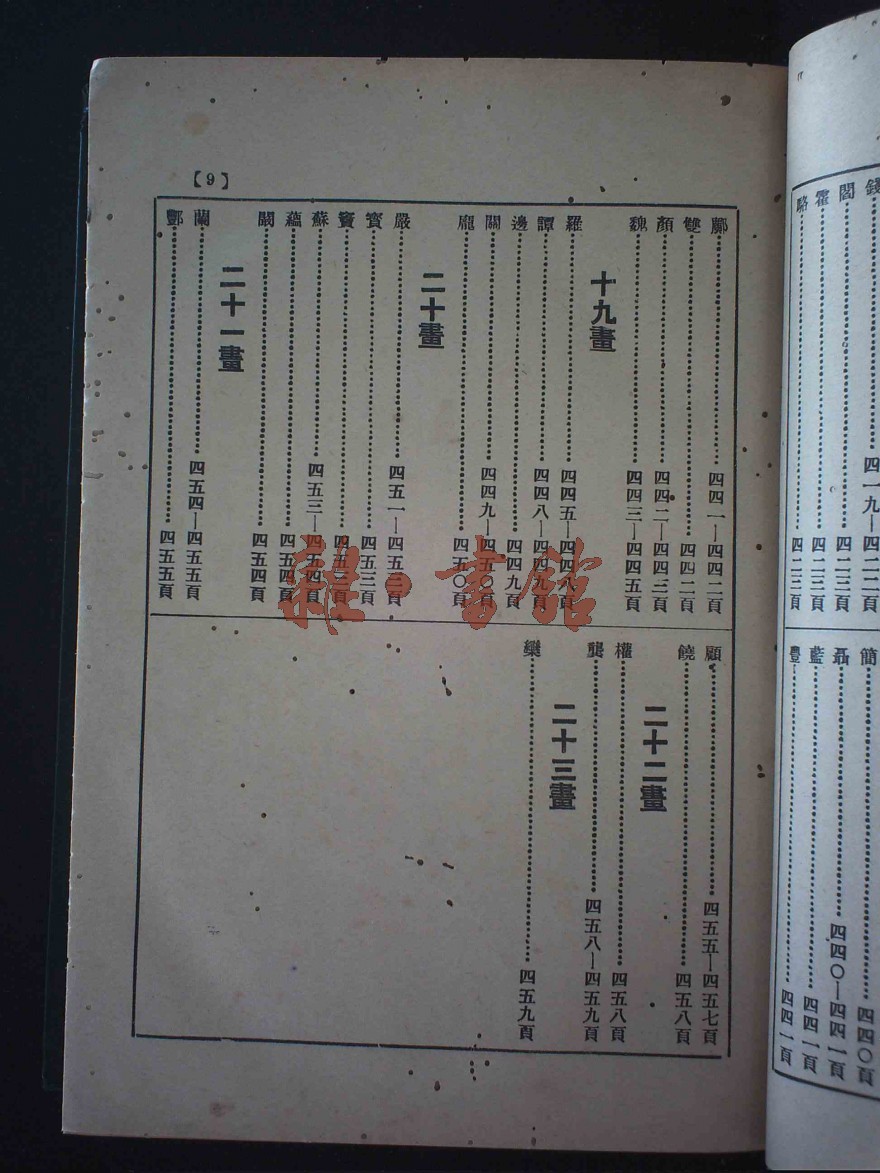 錢……四一九—四二二
閻……四二三頁
霍……四二三頁
駱……四二三頁
簡……四四〇頁
聶……四四〇—四四一頁
藍……四四一頁
豐……四四一頁
【9】
鄺……四四一—四四二頁
雙……四四二頁
顏……四四二—四四三頁
魏……四四三—四四五頁
十九畫
羅……四四五—四四八頁
譚……四四八—四四九頁
邊……四四九頁
關……四四九—四五〇頁
龐……四五〇頁
二十畫
嚴……四五一—四五三頁
寶……四五三頁
竇……四五三頁
蘇……四五三—四五四頁
蘊……四五四頁
闞……四五四頁
二十一畫
蘭……四五四—四五五頁
酆……四五五頁
顧……四五五—四五七頁
饒……四五八頁
二十二畫
權……四五八頁
龔……四五八—四五九頁
二十三畫
欒……四五九頁
雜·書館